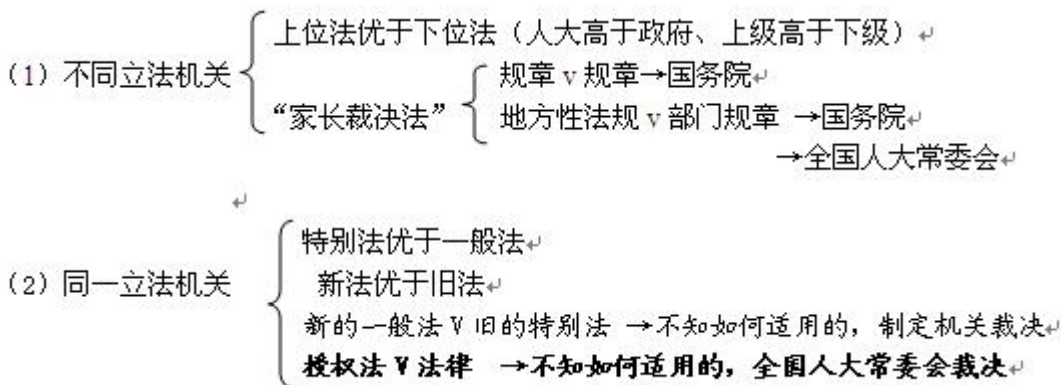 上位法优于下位法（人大高于政府、上级高于下级）↵
（1）不同立法机关
规章 v 规章→国务院↵
“家长裁决法”
地方性法规 v 部门规章 →国务院↵
→全国人大常委会↵
↵
特别法优于一般法↵
（2）同一立法机关
新法优于旧法↵
新的一般法 V 旧的特别法 →不知如何适用的，制定机关裁决↵
授权法 V 法律 →不知如何适用的，全国人大常委会裁决↵